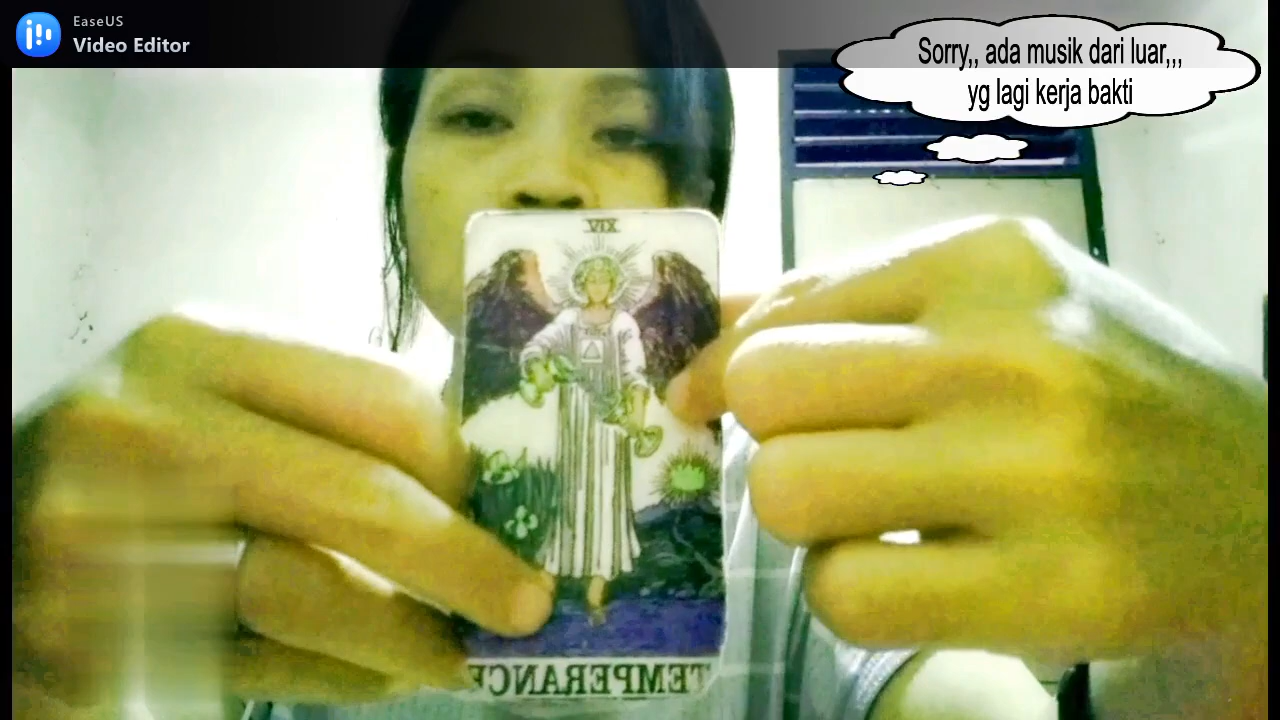 EaseUS
Video Editor
Sorry,, ada musik dari luar,,,
yg lagi kerja bakti
XIV
TEMPERANCE